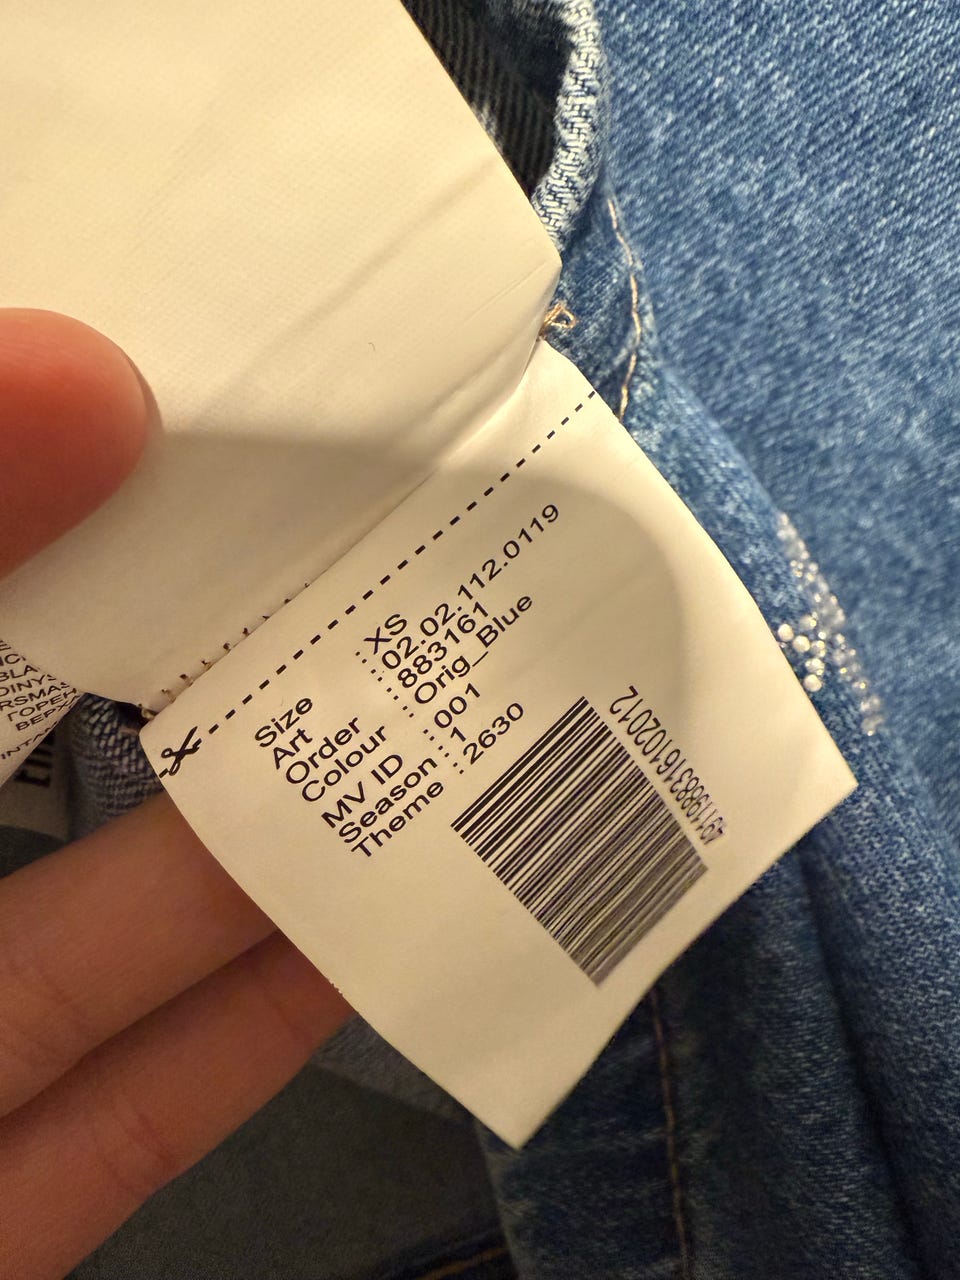 Size : XS
Art : 02.02.112.0119
Order : 883161
Colour : Orig_Blue
MV ID : 001
Season : 1
Theme : 2630